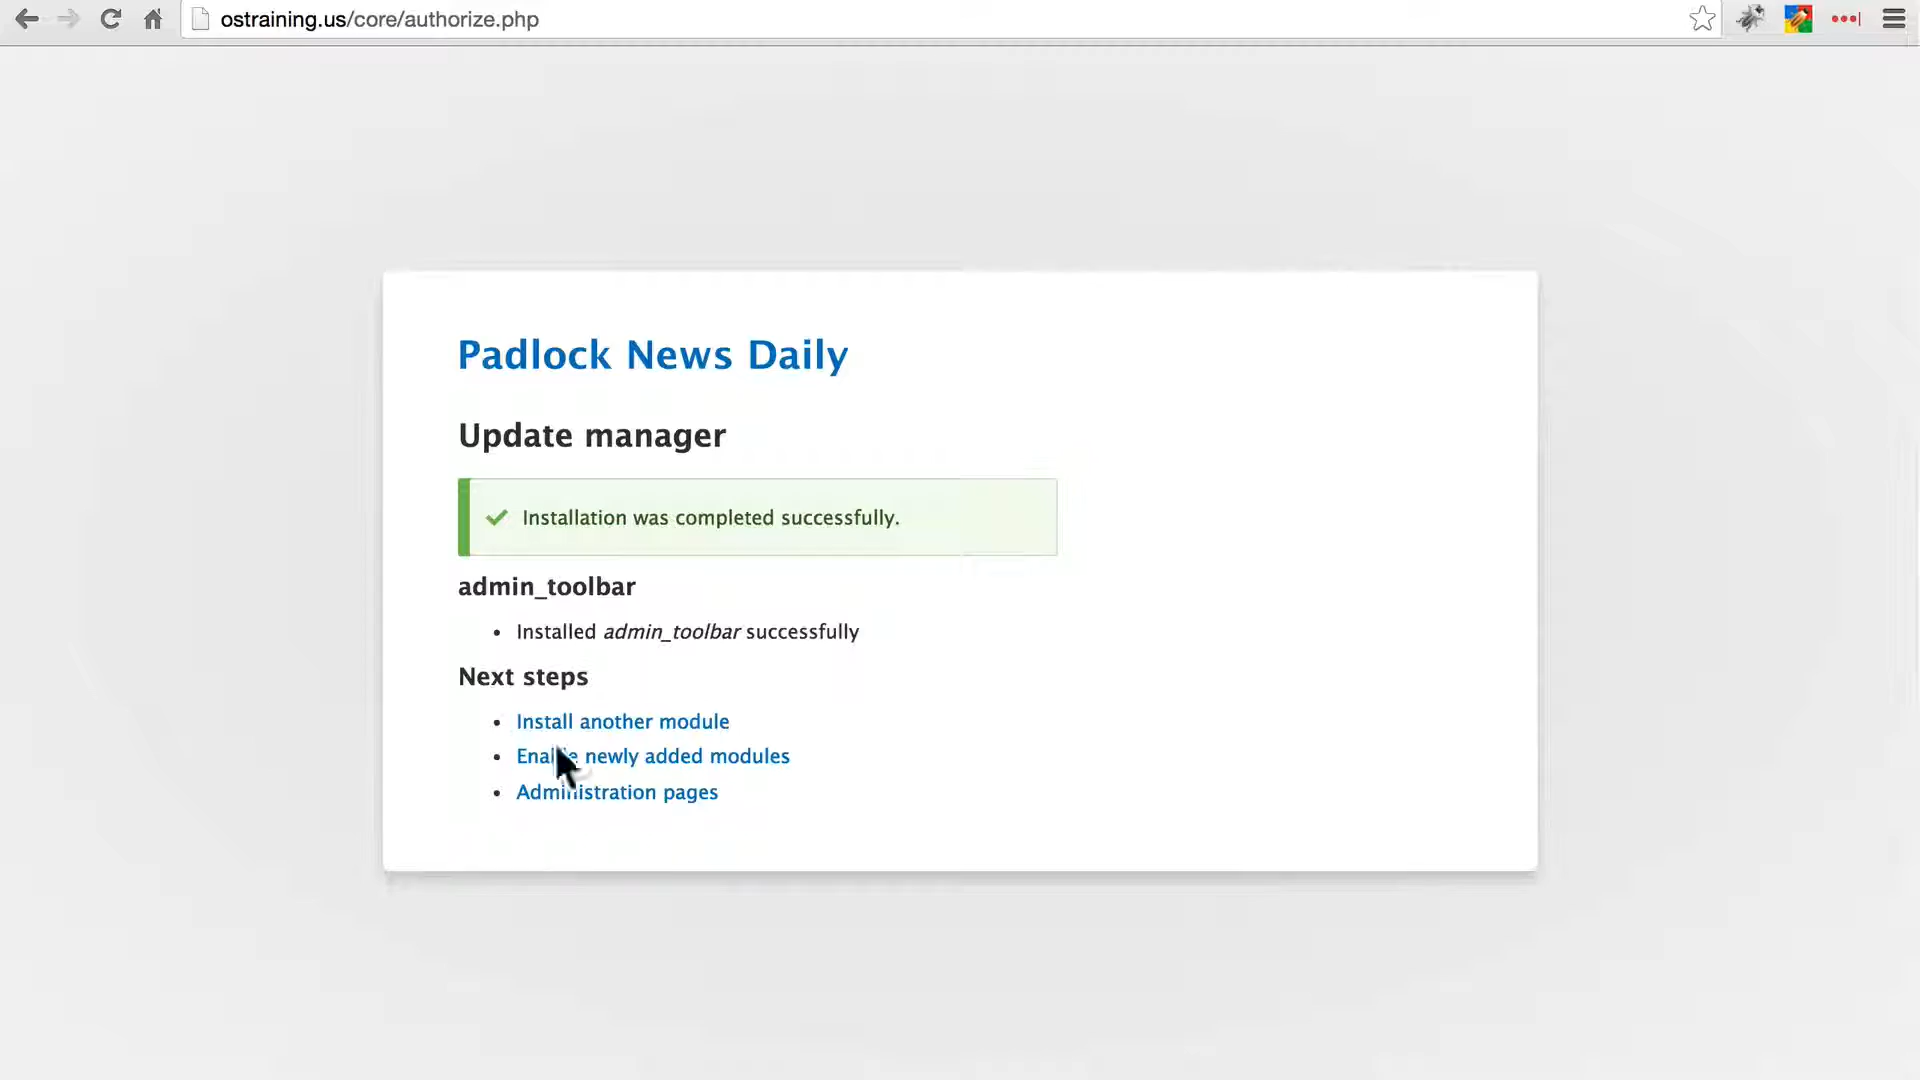 ostraining.us/core/authorize.php
Padlock News Daily
Update manager
Installation was completed successfully.
admin_toolbar
Installed admin_toolbar successfully
Next steps
Install another module
Enable newly added modules
Administration pages